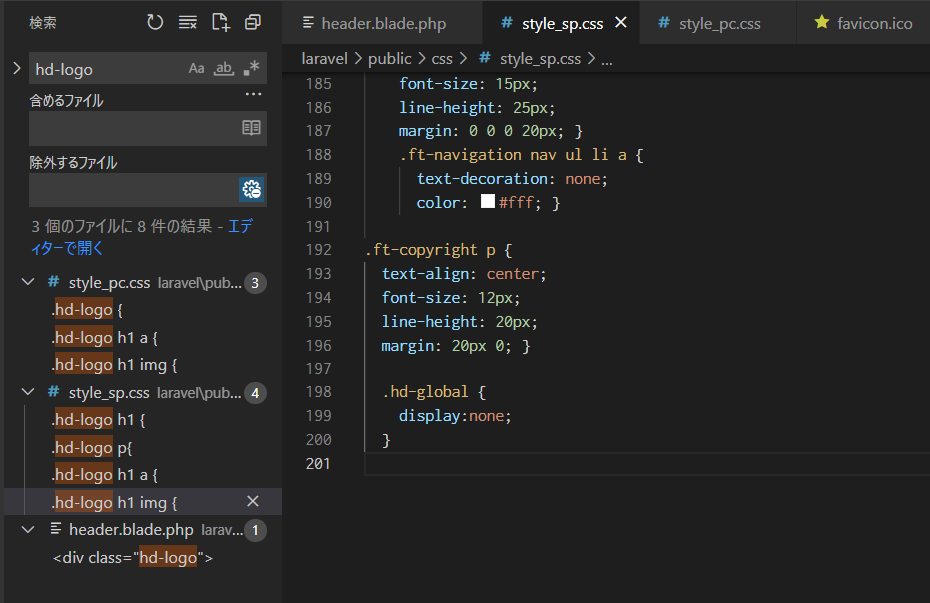 検索
hd-logo
Aa ab .*
含めるファイル
...
除外するファイル
3 個のファイルに 8 件の結果 - エデ
ィターで開く
# style_pc.css laravel\pub... 3
.hd-logo {
.hd-logo h1 a {
.hd-logo h1 img {
# style_sp.css laravel\pub... 4
.hd-logo h1 {
.hd-logo p{
.hd-logo h1 a {
.hd-logo h1 img {
header.blade.php larav... 1
<div class="hd-logo">
header.blade.php # style_sp.css # style_pc.css favicon.ico
laravel > public > css > # style_sp.css > ...
185 font-size: 15px;
186 line-height: 25px;
187 margin: 0 0 0 20px; }
188 .ft-navigation nav ul li a {
189 text-decoration: none;
190 color: #fff; }
191
192 .ft-copyright p {
193 text-align: center;
194 font-size: 12px;
195 line-height: 20px;
196 margin: 20px 0; }
197
198 .hd-global {
199 display:none;
200 }
201